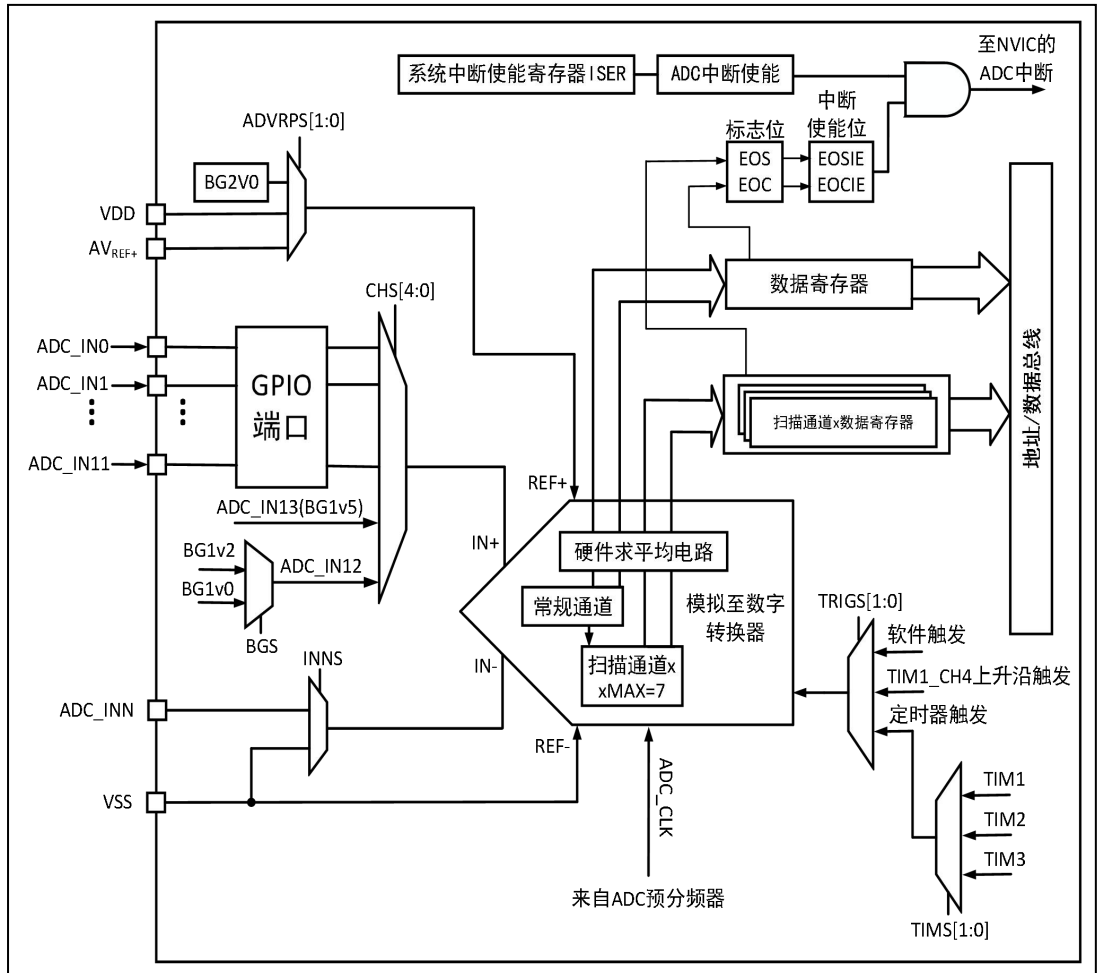 至NVIC的
ADC中断
系统中断使能寄存器ISER
ADC中断使能
中断
使能位
标志位
EOS
EOC
EOSIE
EOCIE
ADVRPS[1:0]
BG2V0
VDD
AVREF+
数据寄存器
CHS[4:0]
ADC_IN0
ADC_IN1
ADC_IN11
GPIO
端口
扫描通道x数据寄存器
地址/数据总线
REF+
ADC_IN13(BG1v5)
IN+
硬件求平均电路
BG1v2
BG1v0
ADC_IN12
BGS
常规通道
模拟至数字
转换器
扫描通道x
xMAX=7
TRIGS[1:0]
软件触发
TIM1_CH4上升沿触发
定时器触发
IN-
INNS
ADC_INN
REF-
VSS
ADC_CLK
来自ADC预分频器
TIM1
TIM2
TIM3
TIMS[1:0]